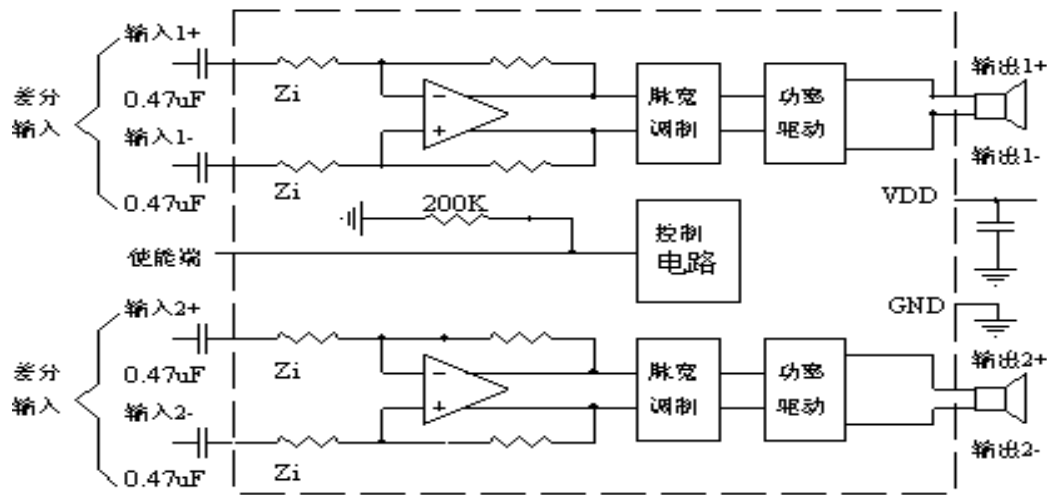 输入1+
0.47uF
Zi
差分
输入
输入1-
0.47uF
Zi
脉宽
调制
功率
驱动
输出1+
输出1-
200K
使能端
控制
电路
VDD
GND
输入2+
0.47uF
Zi
差分
输入
输入2-
0.47uF
Zi
脉宽
调制
功率
驱动
输出2+
输出2-